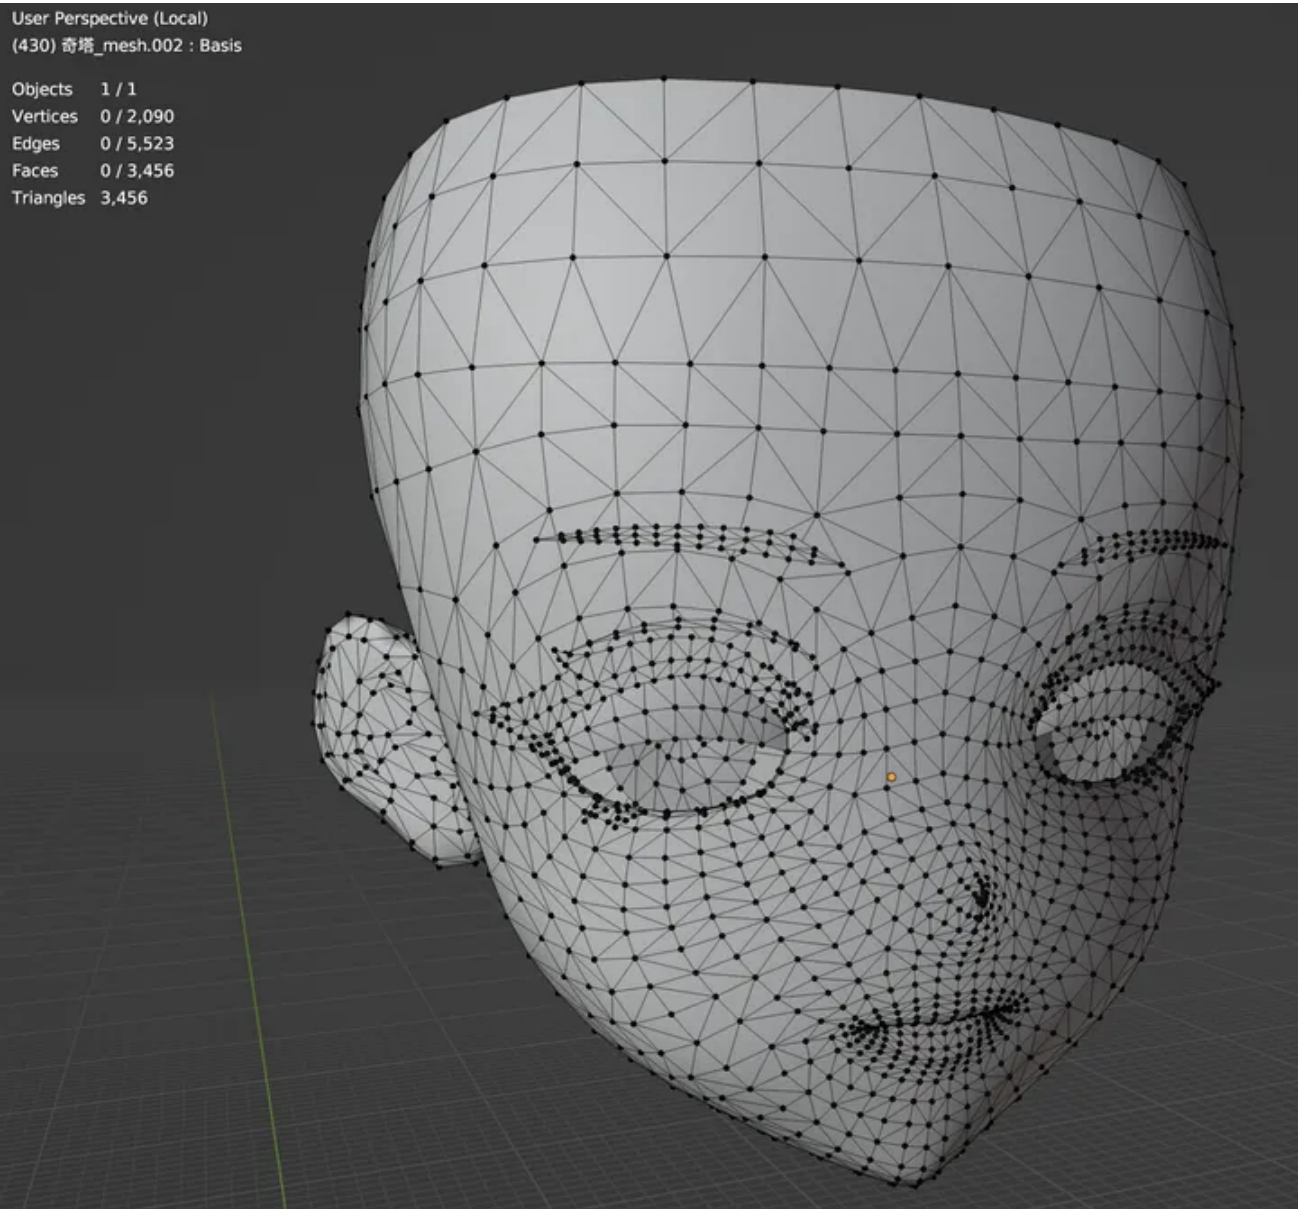 User Perspective (Local)
(430) 奇塔_mesh.002 : Basis
Objects 1 / 1
Vertices 0 / 2,090
Edges 0 / 5,523
Faces 0 / 3,456
Triangles 3,456